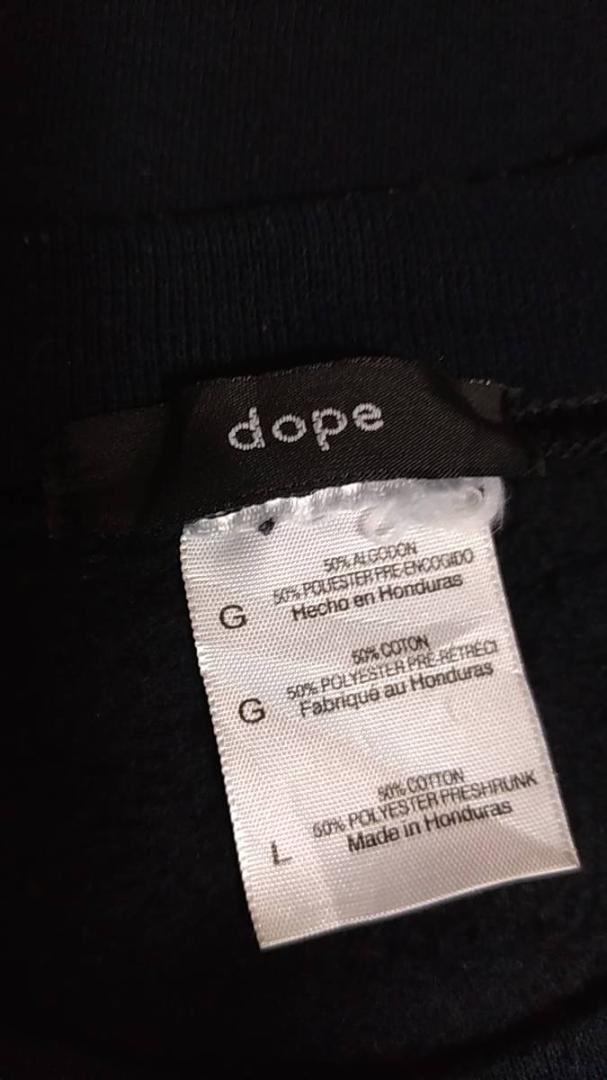 dope
50% ALGODON
50% POLIESTER PRE-ENCOGIDO
G Hecho en Honduras
50% COTON
50% POLYESTER PRÉ-RÉTRÉCI
G Fabriqué au Honduras
50% COTTON
50% POLYESTER PRESHRUNK
L Made in Honduras